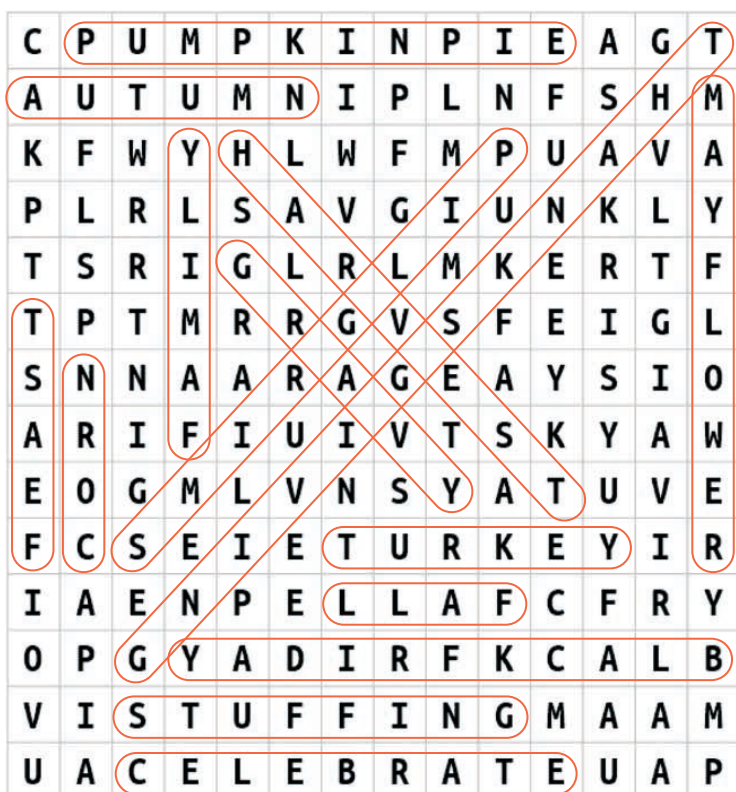 C P U M P K I N P I E A G T
A U T U M N I P L N F S H M
K F W Y H L W F M P U A V A
P L R L S A V G I U N K L Y
T S R I G L R L M K E R T F
T P T M R R G V S F E I G L
S N N A A R A G E A Y S I O
A R I F I U I V T S K Y A W
E O G M L V N S Y A T U V E
F C S E I E T U R K E Y I R
I A E N P E L L A F C F R Y
O P G Y A D I R F K C A L B
V I S T U F F I N G M A A M
U A C E L E B R A T E U A P